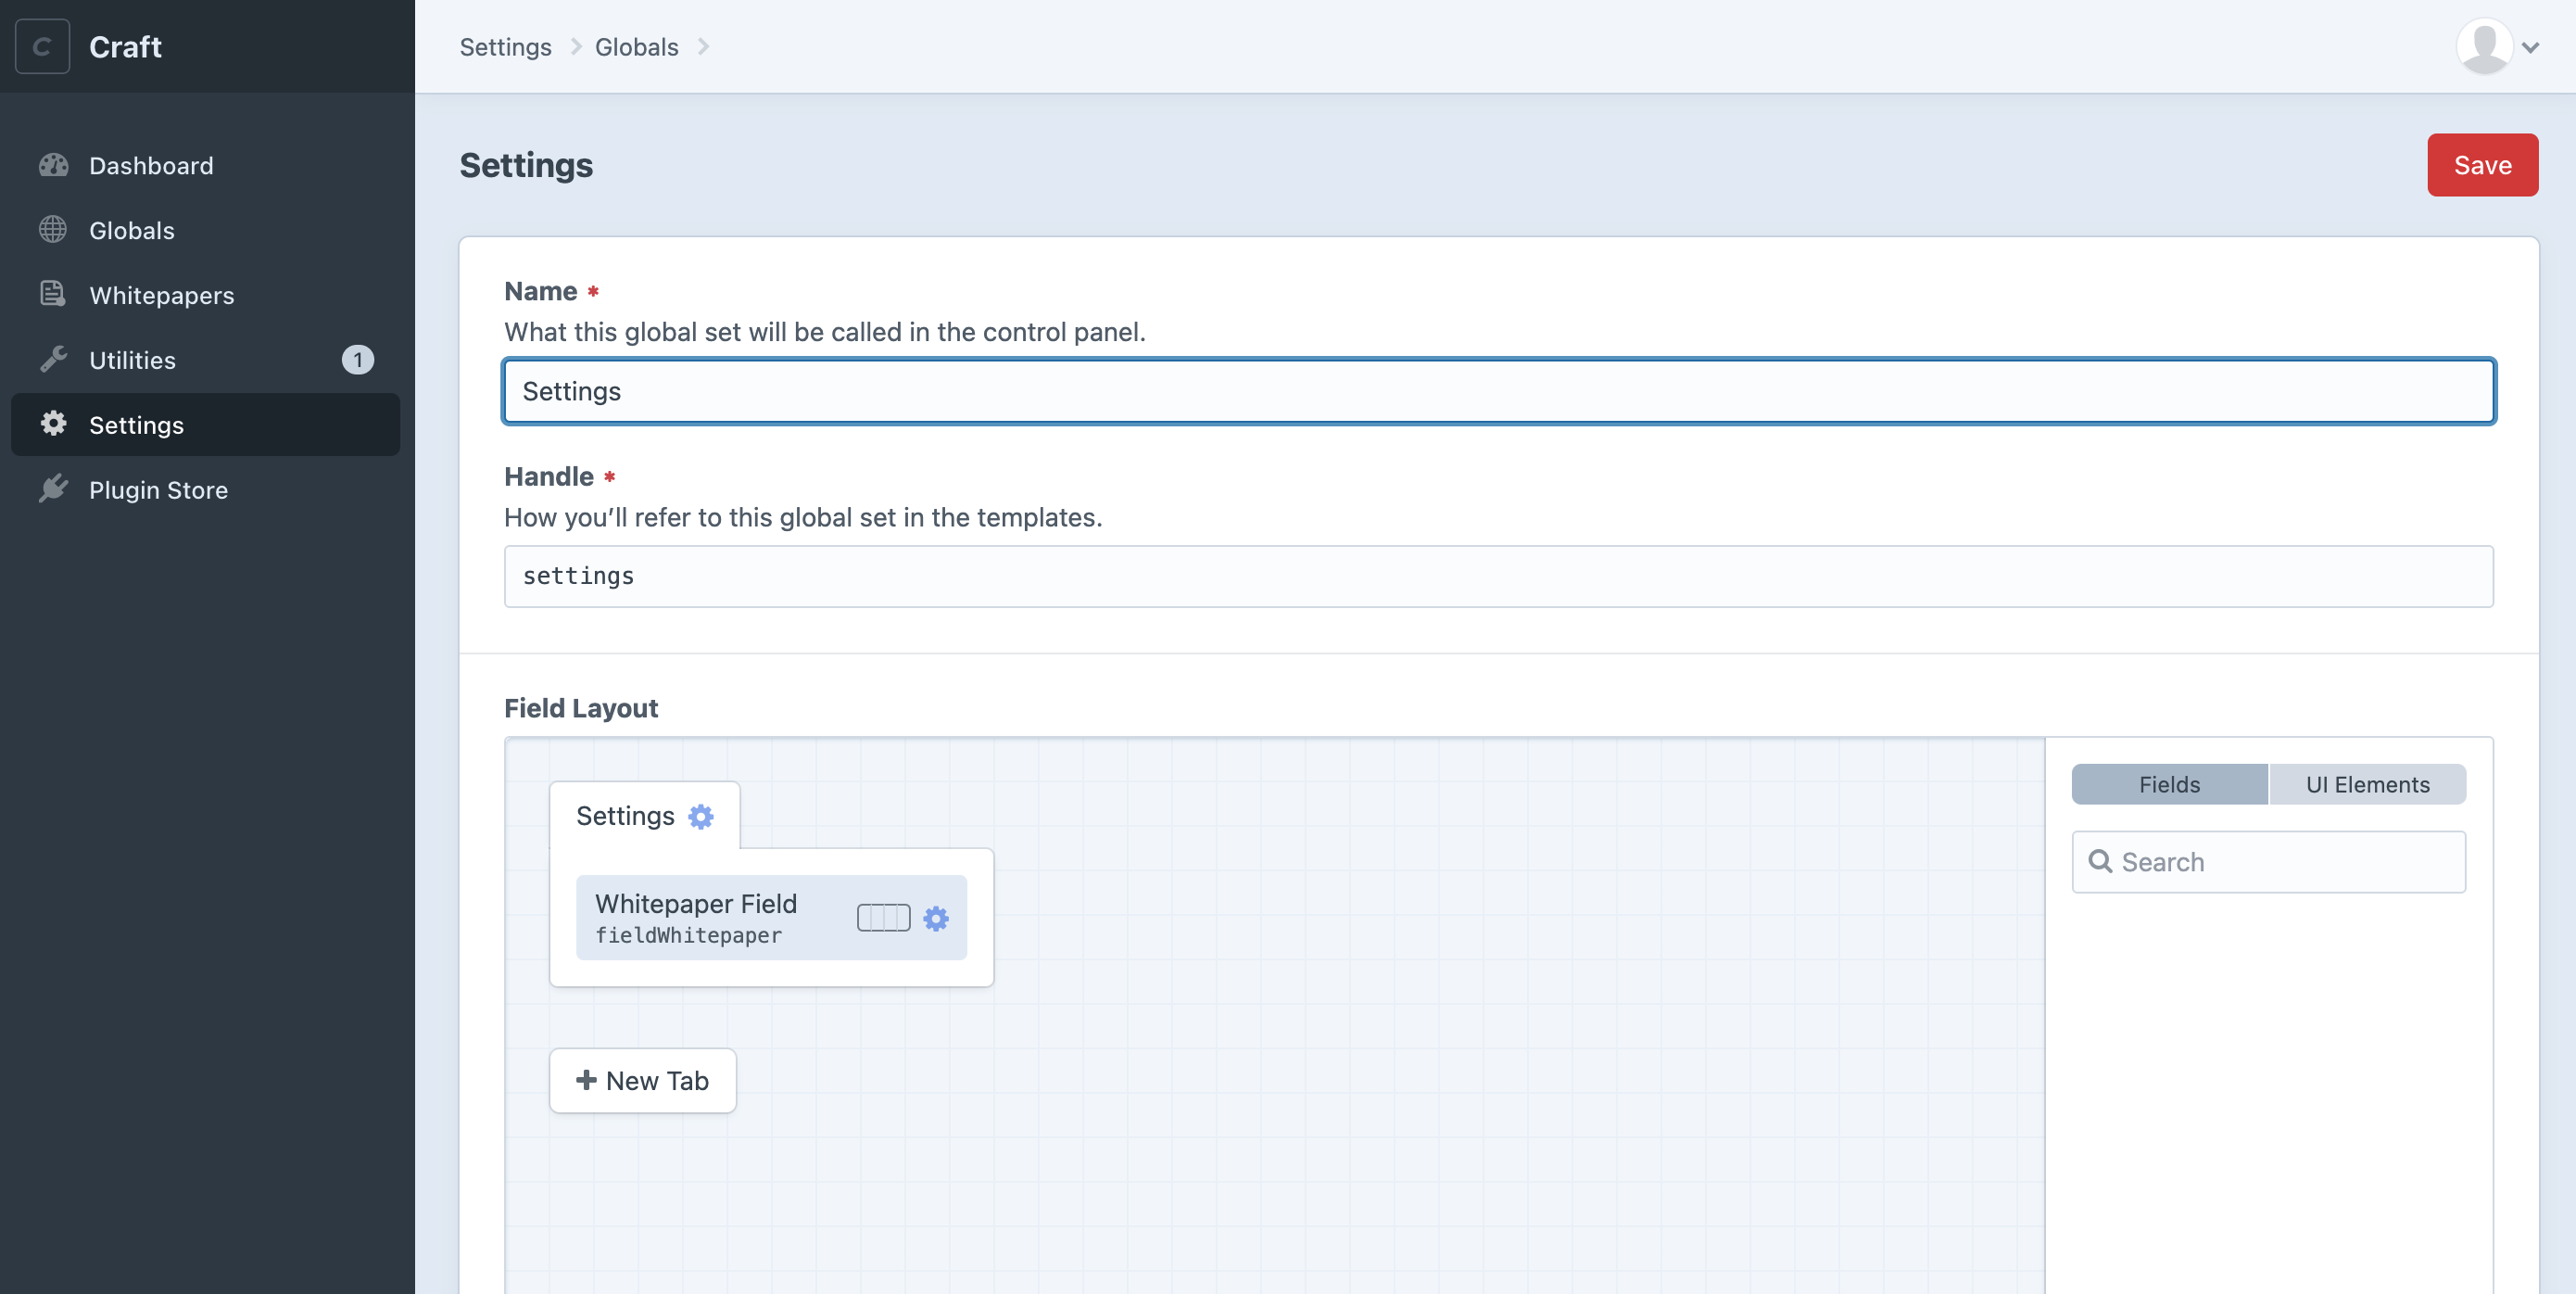 C Craft
Settings Globals
Dashboard
Globals
Whitepapers
Utilities 1
Settings
Plugin Store
Settings
Save
Name *
What this global set will be called in the control panel.
Settings
Handle *
How you’ll refer to this global set in the templates.
settings
Field Layout
Settings
Whitepaper Field
fieldWhitepaper
New Tab
Fields UI Elements
Search